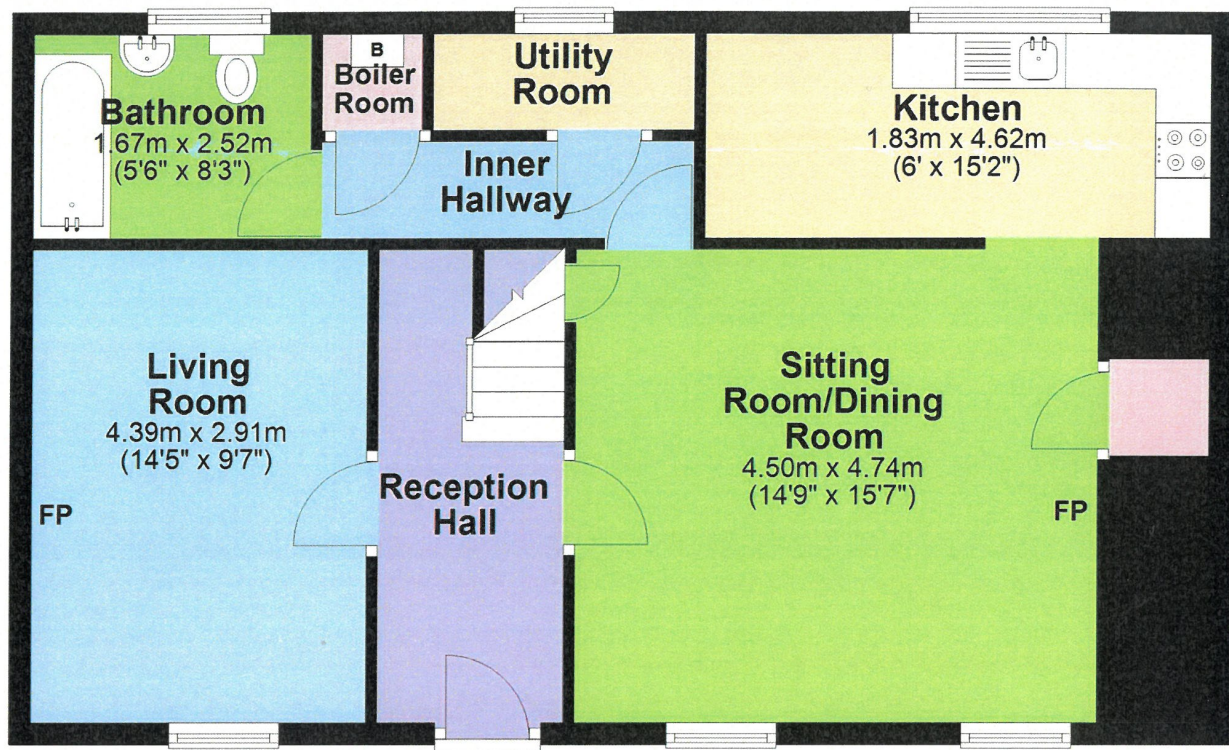 Bathroom
1.67m x 2.52m
(5'6" x 8'3")
B
Boiler
Room
Utility
Room
Kitchen
1.83m x 4.62m
(6' x 15'2")
Inner
Hallway
Living
Room
4.39m x 2.91m
(14'5" x 9'7")
FP
Reception
Hall
Sitting
Room/Dining
Room
4.50m x 4.74m
(14'9" x 15'7")
FP